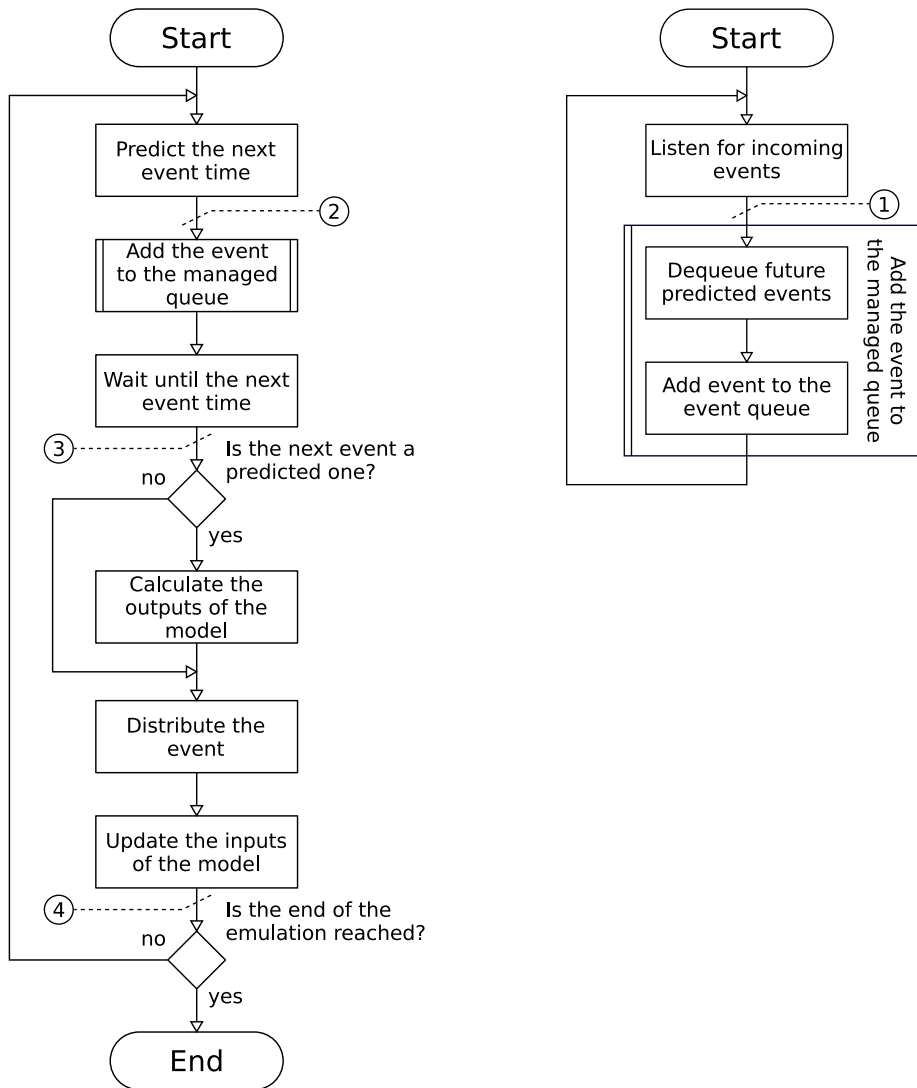 Start
Predict the next
event time
2
Add the event
to the managed
queue
Wait until the next
event time
3
Is the next event a
predicted one?
no
yes
Calculate the
outputs of the
model
Distribute the
event
Update the inputs
of the model
4
Is the end of the
emulation reached?
no
yes
End
Start
Listen for incoming
events
1
Dequeue future
predicted events
Add event to the
event queue
Add the event to
the managed queue